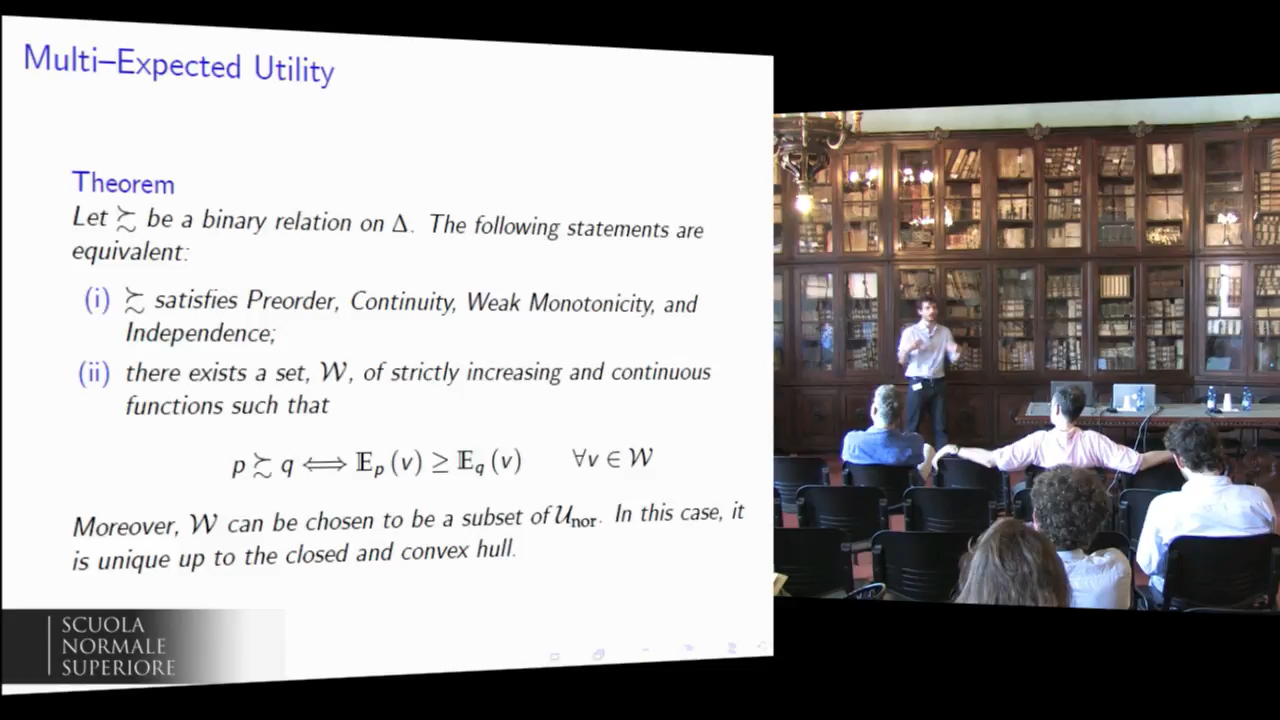 Multi–Expected Utility
Theorem
Let ≿ be a binary relation on Δ. The following statements are
equivalent:
(i) ≿ satisfies Preorder, Continuity, Weak Monotonicity, and
Independence;
(ii) there exists a set, 𝒲, of strictly increasing and continuous
functions such that
p ≿ q ⟺ 𝔼p (v) ≥ 𝔼q (v) ∀v ∈ 𝒲
Moreover, 𝒲 can be chosen to be a subset of 𝒰nor. In this case, it
is unique up to the closed and convex hull.
SCUOLA
NORMALE
SUPERIORE